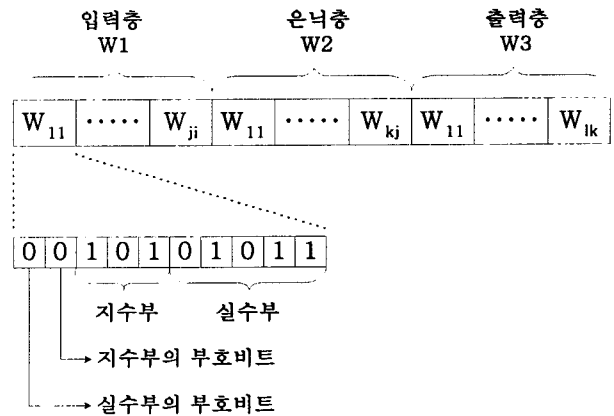 입력층 은닉층 출력층
W1 W2 W3
W11 ····· Wji W11 ····· Wkj W11 ····· Wlk
0 0 1 0 1 0 1 0 1 1
지수부 실수부
지수부의 부호비트
실수부의 부호비트